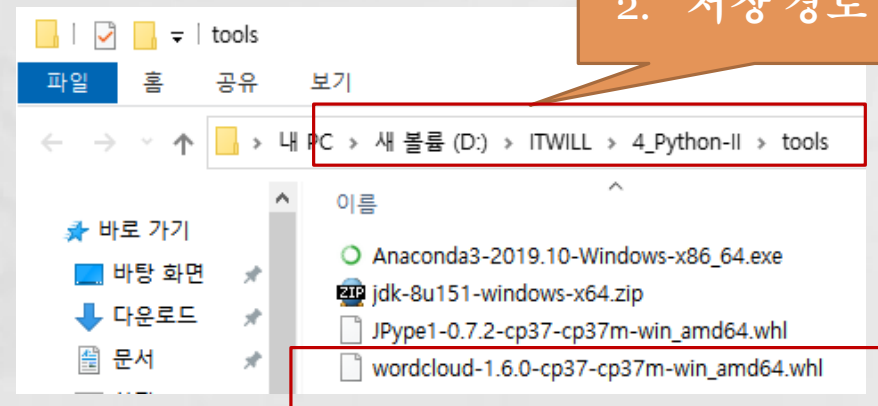 2. 저장 경로
tools
파일 홈 공유 보기
내 PC > 새 볼륨 (D:) > ITWILL > 4_Python-II > tools
이름
바로 가기
Anaconda3-2019.10-Windows-x86_64.exe
바탕 화면
ZIP jdk-8u151-windows-x64.zip
다운로드
JPype1-0.7.2-cp37-cp37m-win_amd64.whl
문서
wordcloud-1.6.0-cp37-cp37m-win_amd64.whl